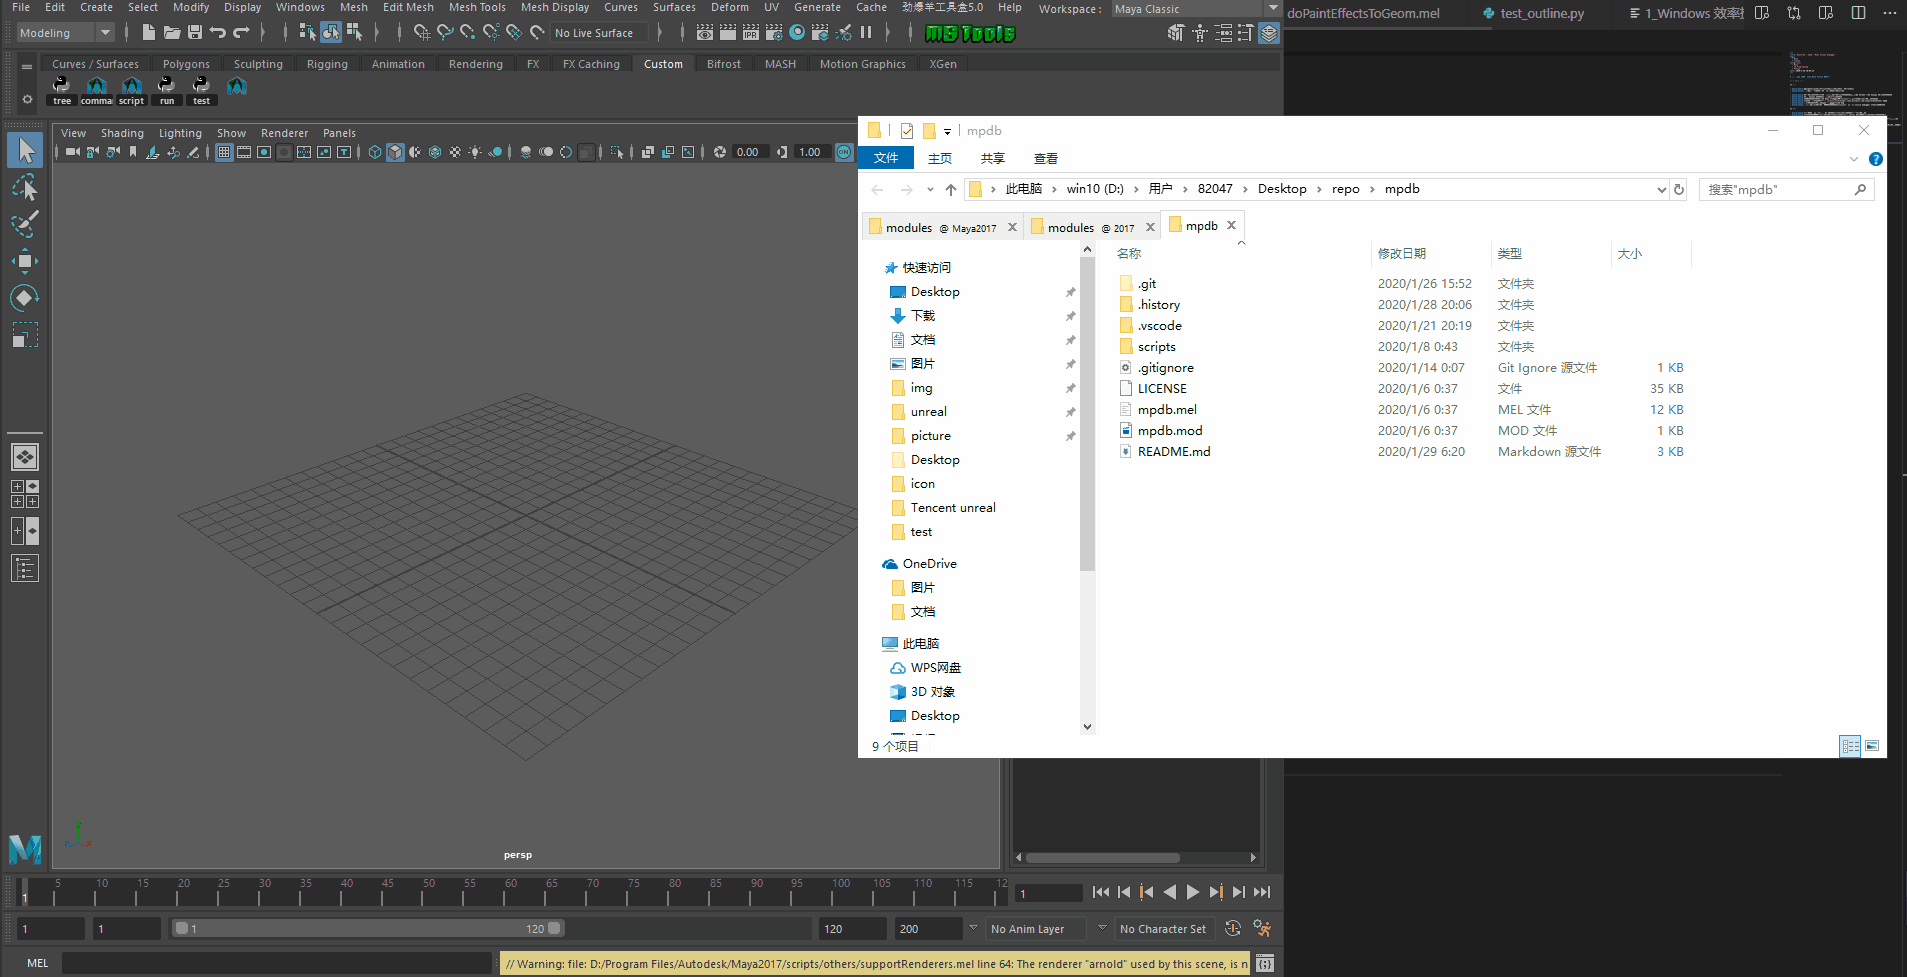 File Edit Create Select Modify Display Windows Mesh Edit Mesh Mesh Tools Mesh Display Curves Surfaces Deform UV Generate Cache 劲爆羊工具盒5.0 Help Workspace : Maya Classic
doPaintEffectsToGeom.mel test_outline.py
Modeling No Live Surface
Curves / Surfaces Polygons Sculpting Rigging Animation Rendering FX FX Caching Custom Bifrost MASH Motion Graphics XGen
tree comma script run test
View Shading Lighting Show Renderer Panels
0.00 1.00 ON
mpdb
文件 主页 共享 查看
此电脑 win10 (D:) 用户 82047 Desktop repo mpdb
搜索"mpdb"
modules @ Maya2017 modules @ 2017 mpdb
名称 修改日期 类型 大小
.git 2020/1/26 15:52 文件夹
.history 2020/1/28 20:06 文件夹
.vscode 2020/1/21 20:19 文件夹
scripts 2020/1/8 0:43 文件夹
.gitignore 2020/1/14 0:07 Git Ignore 源文件 1 KB
LICENSE 2020/1/6 0:37 文件 35 KB
mpdb.mel 2020/1/6 0:37 MEL 文件 12 KB
mpdb.mod 2020/1/6 0:37 MOD 文件 1 KB
README.md 2020/1/29 6:20 Markdown 源文件 3 KB
快速访问
Desktop
下载
文档
图片
img
unreal
picture
Desktop
icon
Tencent unreal
test
OneDrive
图片
文档
此电脑
WPS网盘
3D 对象
Desktop
9 个项目
persp
5 10 15 20 25 30 35 40 45 50 55 60 65 70 75 80 85 90 95 100 105 110 115 12
1 1
1 1 1 120 120 200 No Anim Layer No Character Set
MEL // Warning: file: D:/Program Files/Autodesk/Maya2017/scripts/others/supportRenderers.mel line 64: The renderer "arnold" used by this scene, is n